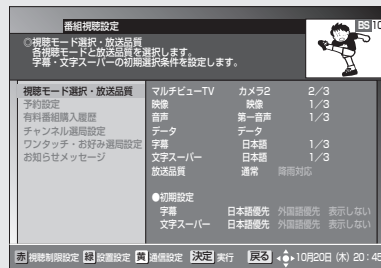 番組視聴設定
BS10
◎視聴モード選択・放送品質
各視聴モードと放送品質を選択します。
字幕・文字スーパーの初期選択条件を設定します。
視聴モード選択・放送品質
予約設定
有料番組購入履歴
チャンネル選局設定
ワンタッチ・お好み選局設定
お知らせメッセージ
マルチビューTV カメラ2 2/3
映像 映像 1/3
音声 第一音声 1/3
データ データ
字幕 日本語 1/3
文字スーパー 日本語 1/3
放送品質 通常 降雨対応
●初期設定
字幕 日本語優先 外国語優先 表示しない
文字スーパー 日本語優先 外国語優先 表示しない
赤 視聴制限設定 緑 設置設定 黄 通信設定 決定 実行 戻る 10月20日(木) 20:45